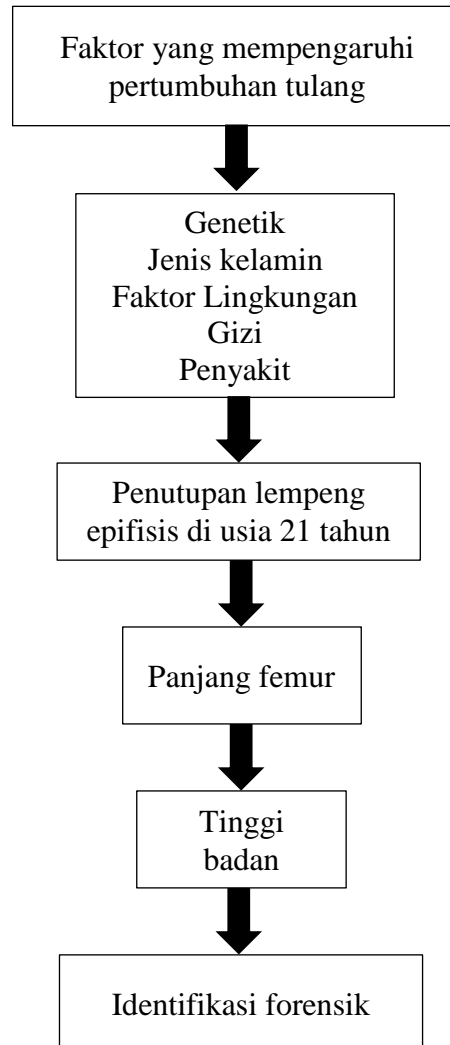 Faktor yang mempengaruhi
pertumbuhan tulang
Genetik
Jenis kelamin
Faktor Lingkungan
Gizi
Penyakit
Penutupan lempeng
epifisis di usia 21 tahun
Panjang femur
Tinggi
badan
Identifikasi forensik